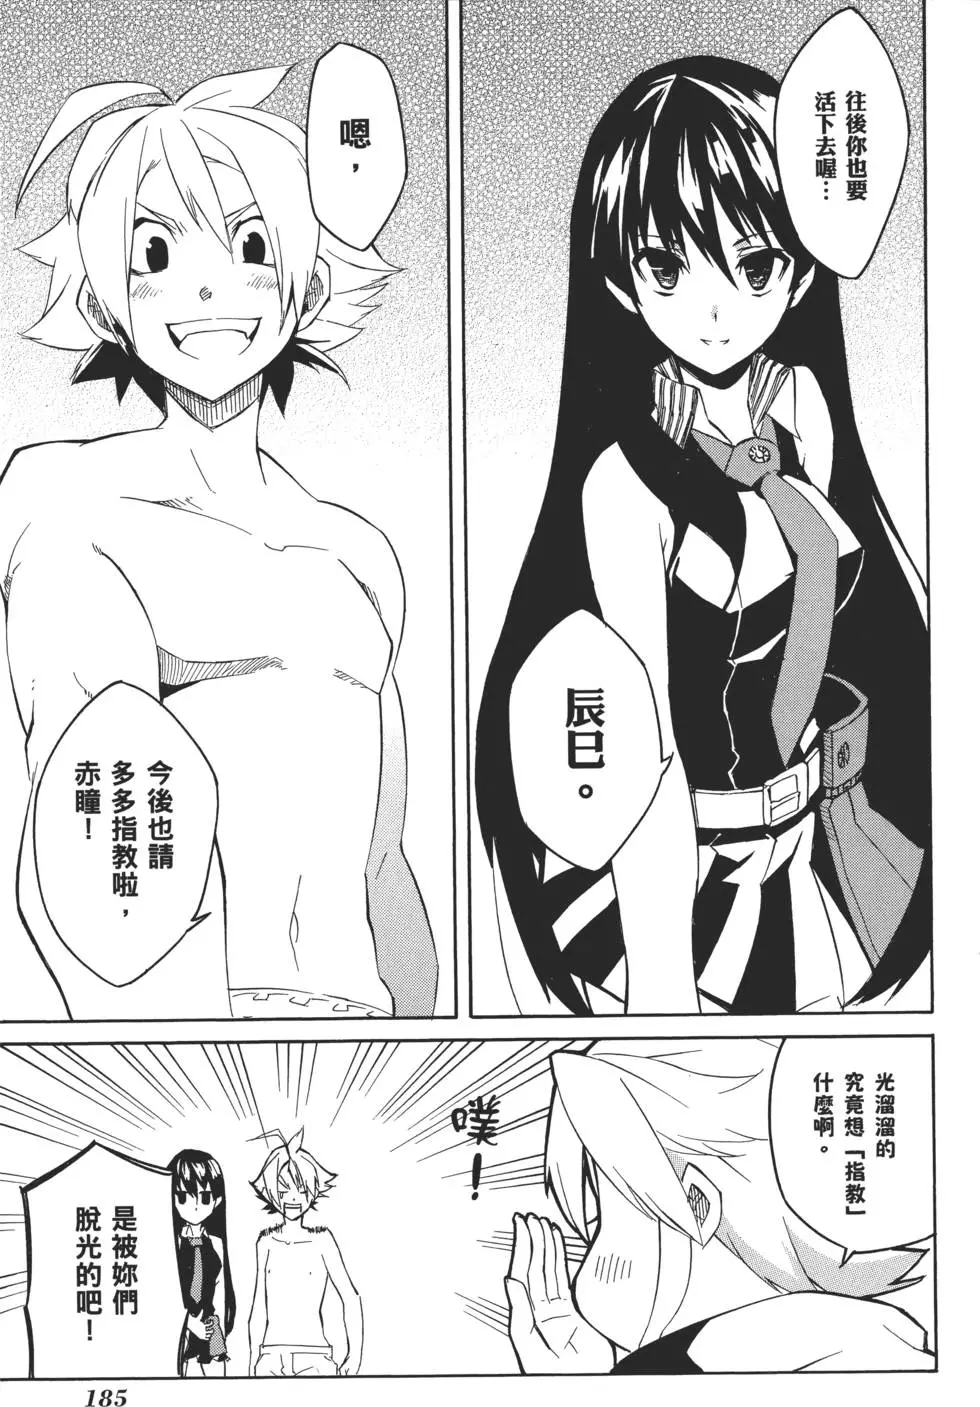 往後你也要
活下去喔…
辰巳。
嗯，
今後也請
多多指教啦，
赤瞳！
光溜溜的
究竟想「指教」
什麼啊。
噗！
是被妳們
脫光的吧！
185